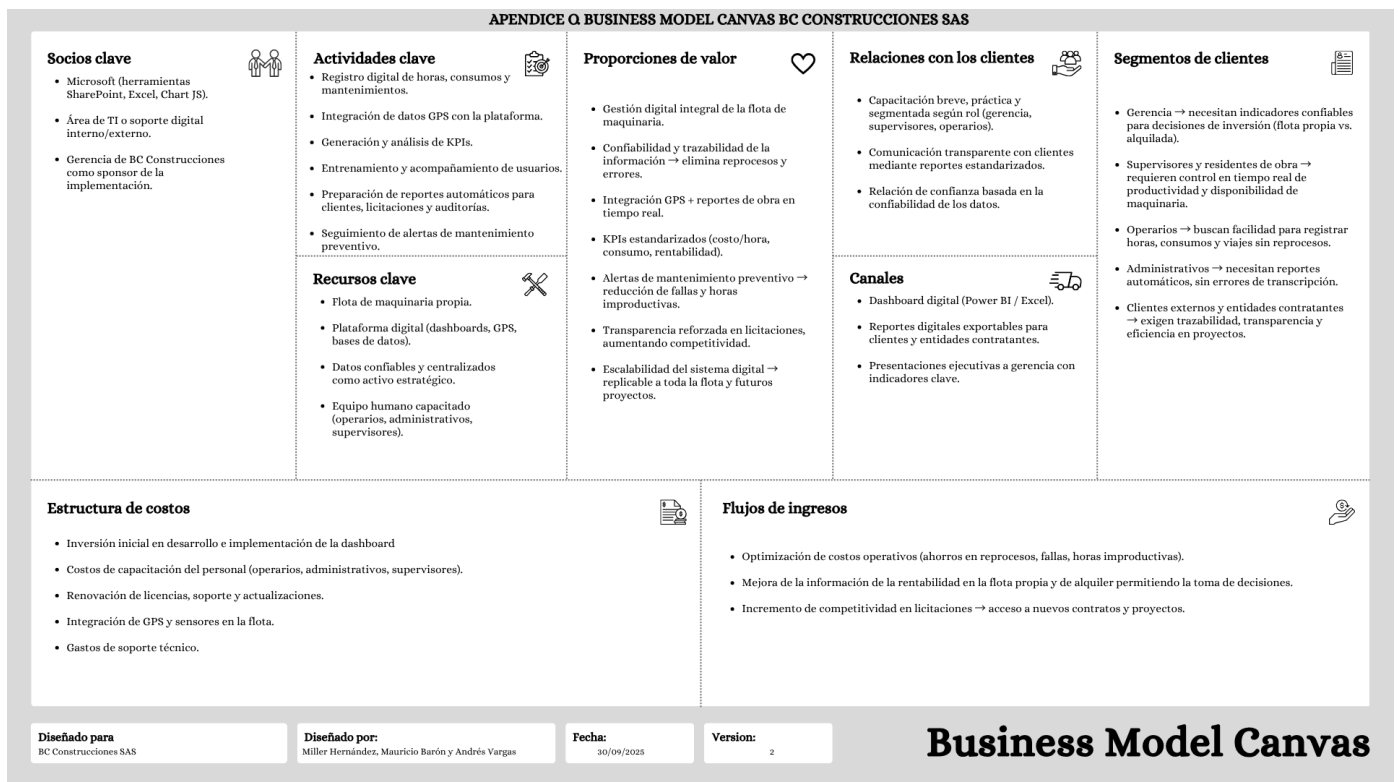 APENDICE Q. BUSINESS MODEL CANVAS BC CONSTRUCCIONES SAS
Socios clave
Microsoft (herramientas
SharePoint, Excel, Chart JS).
Área de TI o soporte digital
interno/externo.
Gerencia de BC Construcciones
como sponsor de la
implementación.
Actividades clave
Registro digital de horas, consumos y
mantenimientos.
Integración de datos GPS con la plataforma.
Generación y análisis de KPIs.
Entrenamiento y acompañamiento de usuarios.
Preparación de reportes automáticos para
clientes, licitaciones y auditorías.
Seguimiento de alertas de mantenimiento
preventivo.
Recursos clave
Flota de maquinaria propia.
Plataforma digital (dashboards, GPS,
bases de datos).
Datos confiables y centralizados
como activo estratégico.
Equipo humano capacitado
(operarios, administrativos,
supervisores).
Proporciones de valor
Gestión digital integral de la flota de
maquinaria.
Confiabilidad y trazabilidad de la
información → elimina reprocesos y
errores.
Integración GPS + reportes de obra en
tiempo real.
KPIs estandarizados (costo/hora,
consumo, rentabilidad).
Alertas de mantenimiento preventivo →
reducción de fallas y horas
improductivas.
Transparencia reforzada en licitaciones,
aumentando competitividad.
Escalabilidad del sistema digital →
replicable a toda la flota y futuros
proyectos.
Relaciones con los clientes
Capacitación breve, práctica y
segmentada según rol (gerencia,
supervisores, operarios).
Comunicación transparente con clientes
mediante reportes estandarizados.
Relación de confianza basada en la
confiabilidad de los datos.
Canales
Dashboard digital (Power BI / Excel).
Reportes digitales exportables para
clientes y entidades contratantes.
Presentaciones ejecutivas a gerencia con
indicadores clave.
Segmentos de clientes
Gerencia → necesitan indicadores confiables
para decisiones de inversión (flota propia vs.
alquilada).
Supervisores y residentes de obra →
requieren control en tiempo real de
productividad y disponibilidad de
maquinaria.
Operarios → buscan facilidad para registrar
horas, consumos y viajes sin reprocesos.
Administrativos → necesitan reportes
automáticos, sin errores de transcripción.
Clientes externos y entidades contratantes
→ exigen trazabilidad, transparencia y
eficiencia en proyectos.
Estructura de costos
Inversión inicial en desarrollo e implementación de la dashboard
Costos de capacitación del personal (operarios, administrativos, supervisores).
Renovación de licencias, soporte y actualizaciones.
Integración de GPS y sensores en la flota.
Gastos de soporte técnico.
Flujos de ingresos
Optimización de costos operativos (ahorros en reprocesos, fallas, horas improductivas).
Mejora de la información de la rentabilidad en la flota propia y de alquiler permitiendo la toma de decisiones.
Incremento de competitividad en licitaciones → acceso a nuevos contratos y proyectos.
Diseñado para
BC Construcciones SAS
Diseñado por:
Miller Hernández, Mauricio Barón y Andrés Vargas
Fecha:
30/09/2025
Version:
2
Business Model Canvas